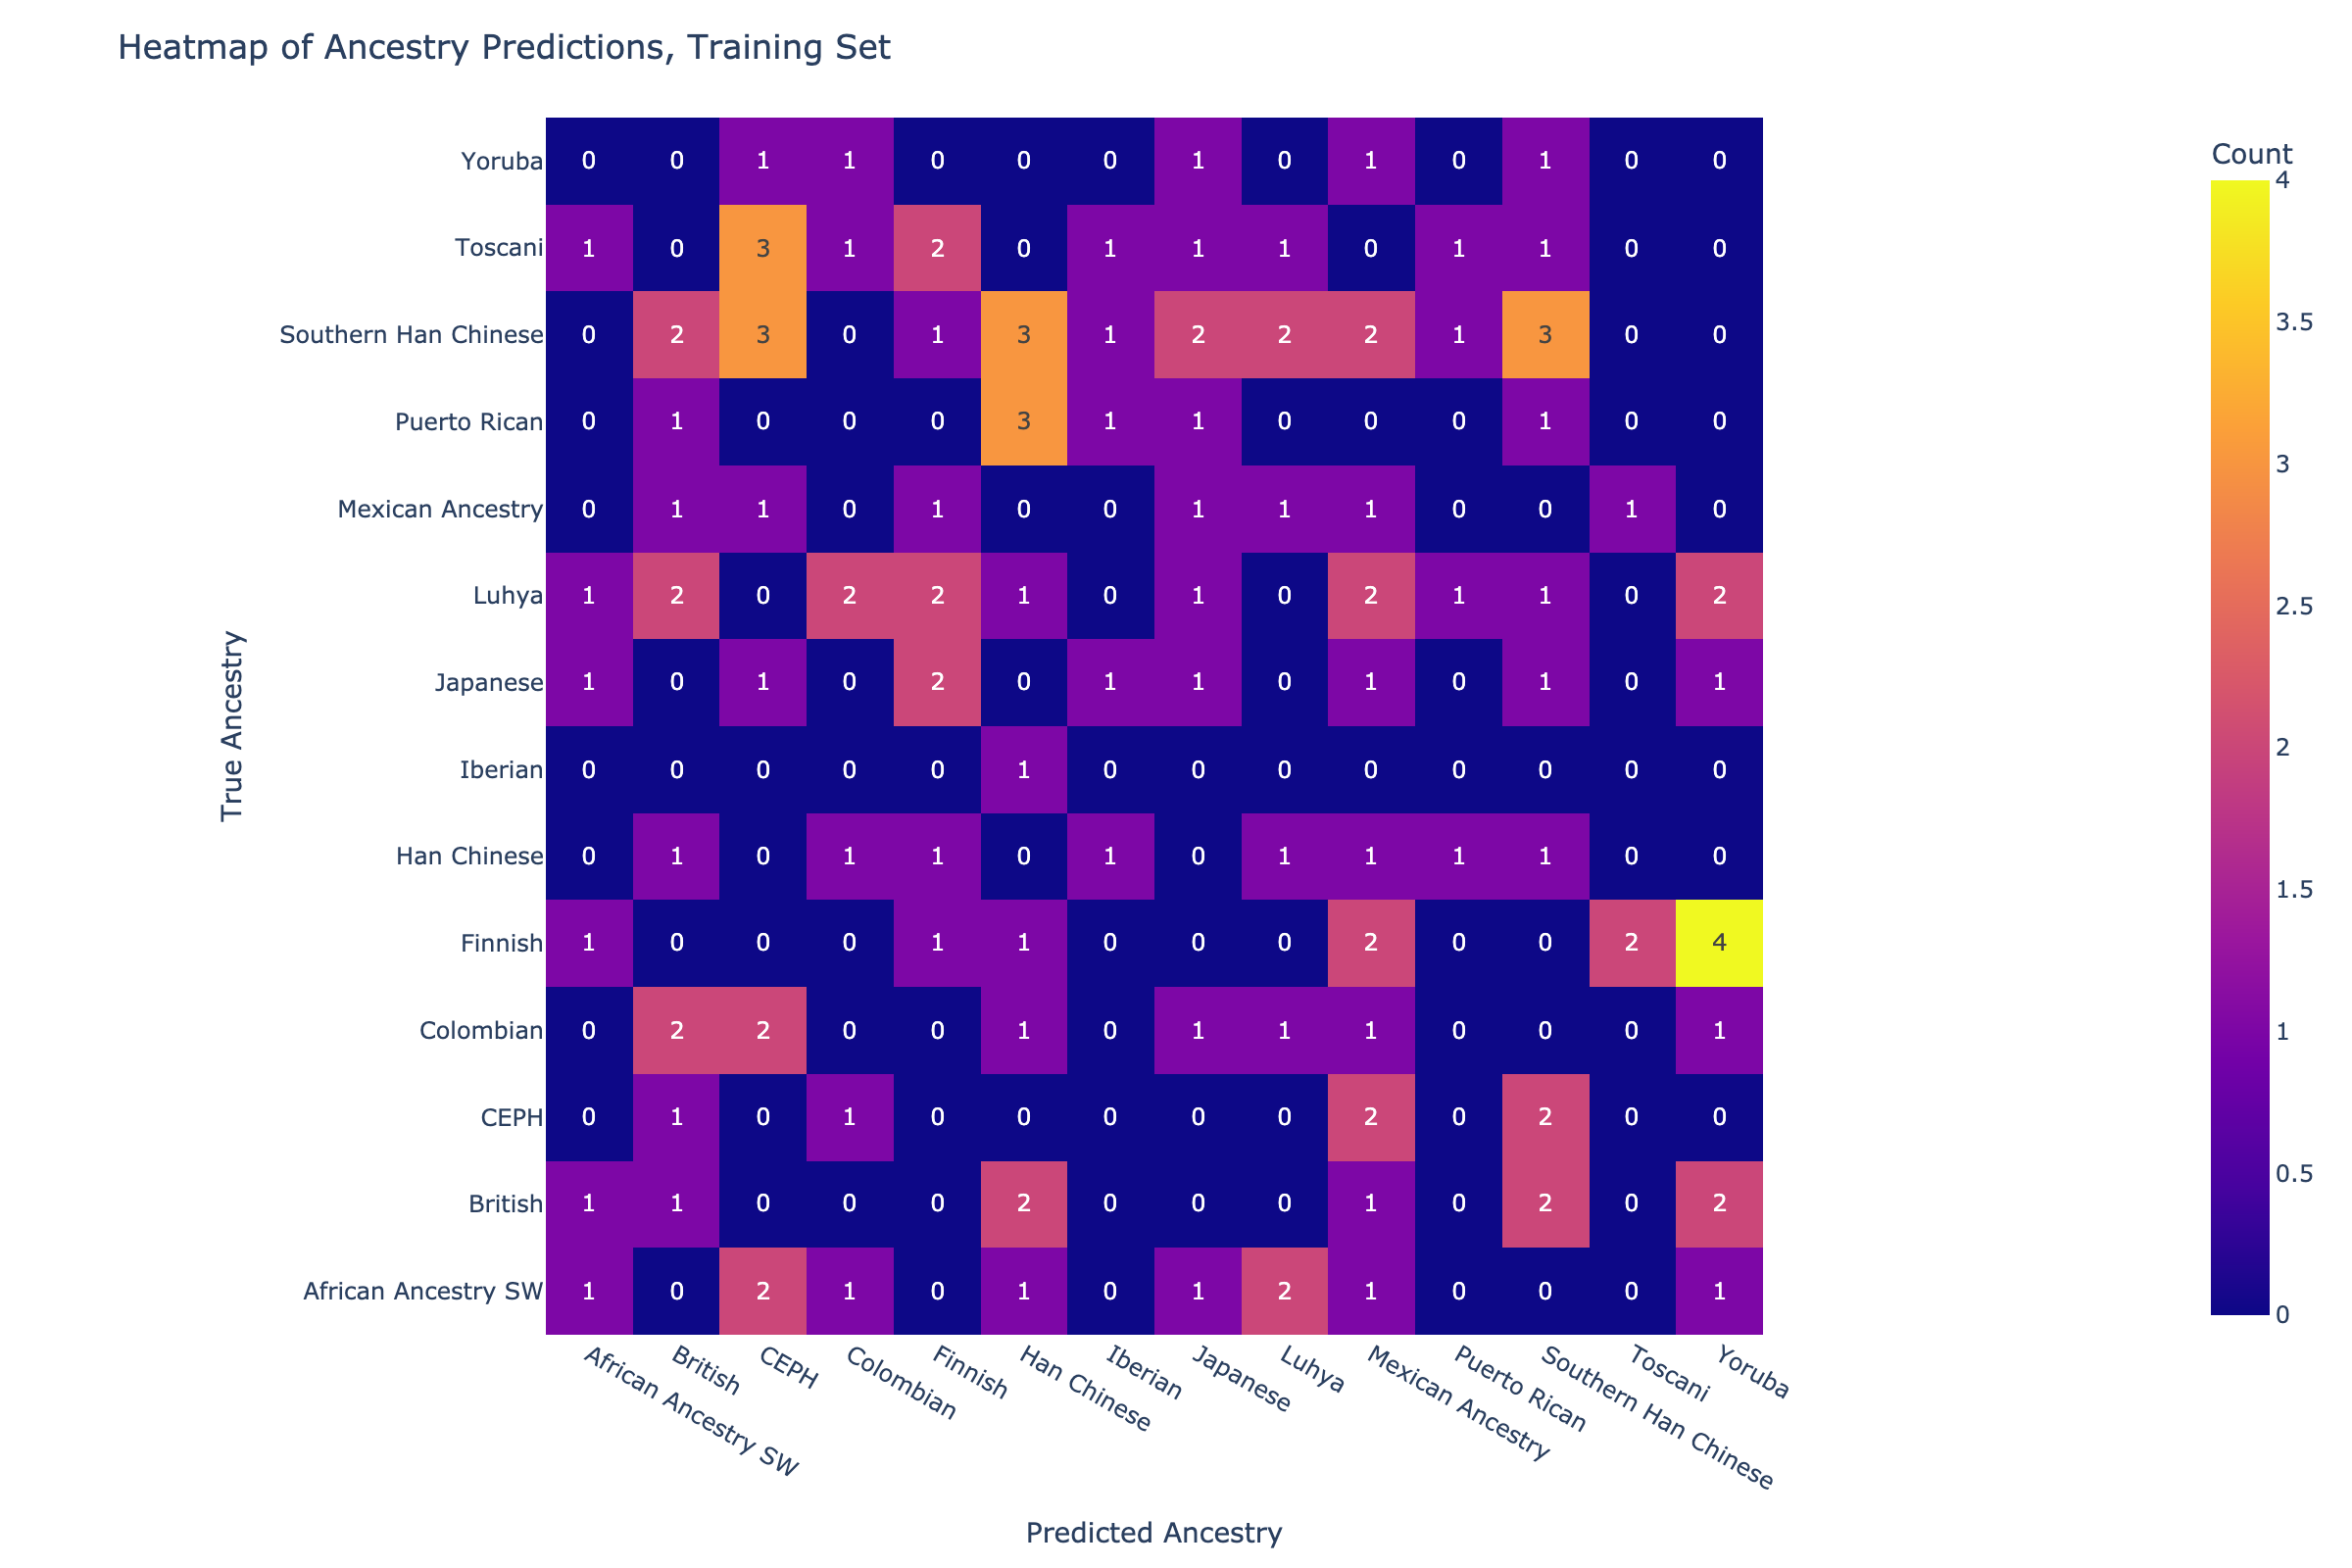 Heatmap of Ancestry Predictions, Training Set
Count
4
3.5
3
2.5
2
1.5
1
0.5
0
True Ancestry
Yoruba 0 0 1 1 0 0 0 1 0 1 0 1 0 0
Toscani 1 0 3 1 2 0 1 1 1 0 1 1 0 0
Southern Han Chinese 0 2 3 0 1 3 1 2 2 2 1 3 0 0
Puerto Rican 0 1 0 0 0 3 1 1 0 0 0 1 0 0
Mexican Ancestry 0 1 1 0 1 0 0 1 1 1 0 0 1 0
Luhya 1 2 0 2 2 1 0 1 0 2 1 1 0 2
Japanese 1 0 1 0 2 0 1 1 0 1 0 1 0 1
Iberian 0 0 0 0 0 1 0 0 0 0 0 0 0 0
Han Chinese 0 1 0 1 1 0 1 0 1 1 1 1 0 0
Finnish 1 0 0 0 1 1 0 0 0 2 0 0 2 4
Colombian 0 2 2 0 0 1 0 1 1 1 0 0 0 1
CEPH 0 1 0 1 0 0 0 0 0 2 0 2 0 0
British 1 1 0 0 0 2 0 0 0 1 0 2 0 2
African Ancestry SW 1 0 2 1 0 1 0 1 2 1 0 0 0 1
African Ancestry SW
British
CEPH
Colombian
Finnish
Han Chinese
Iberian
Japanese
Luhya
Mexican Ancestry
Puerto Rican
Southern Han Chinese
Toscani
Yoruba
Predicted Ancestry